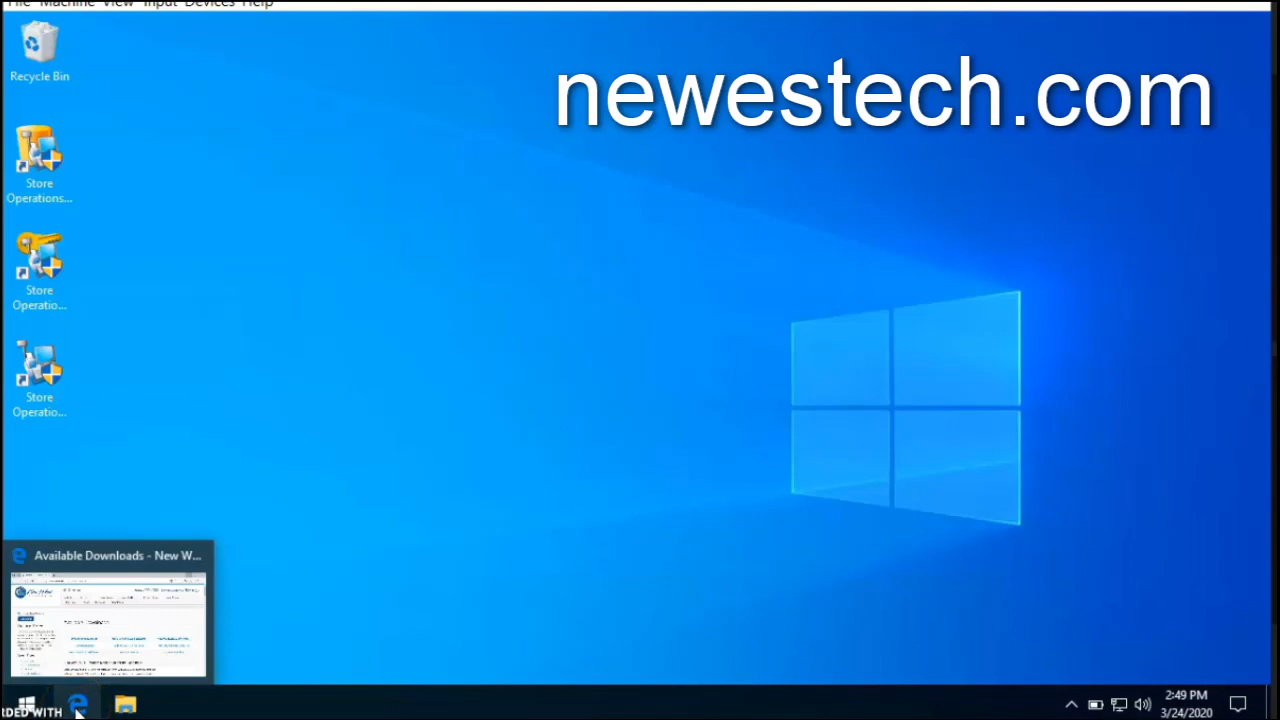 File Machine View Input Devices Help
newestech.com
Recycle Bin
Store
Operations...
Store
Operatio...
Store
Operatio...
Available Downloads - New W...
RDED WITH
2:49 PM
3/24/2020